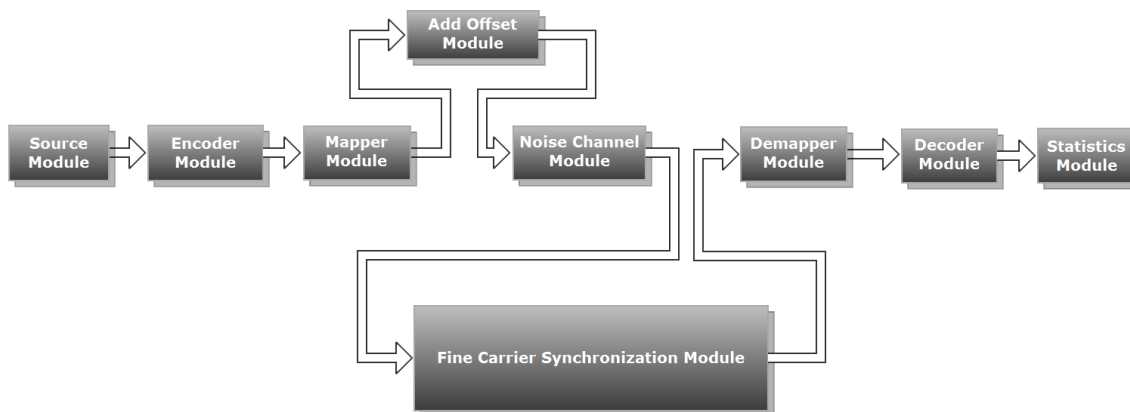 Add Offset
Module
Source
Module
Encoder
Module
Mapper
Module
Noise Channel
Module
Demapper
Module
Decoder
Module
Statistics
Module
Fine Carrier Synchronization Module